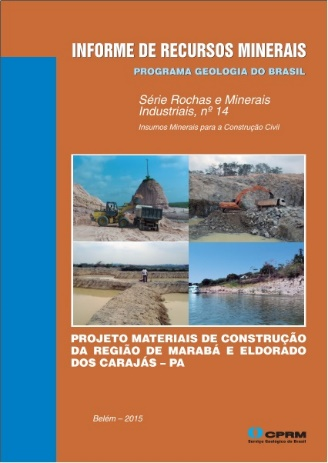 INFORME DE RECURSOS MINERAIS
PROGRAMA GEOLOGIA DO BRASIL
Série Rochas e Minerais
Industriais, nº 14
Insumos Minerais para a Construção Civil
PROJETO MATERIAIS DE CONSTRUÇÃO
DA REGIÃO DE MARABÁ E ELDORADO
DOS CARAJÁS – PA
Belém – 2015
CPRM
Serviço Geológico do Brasil